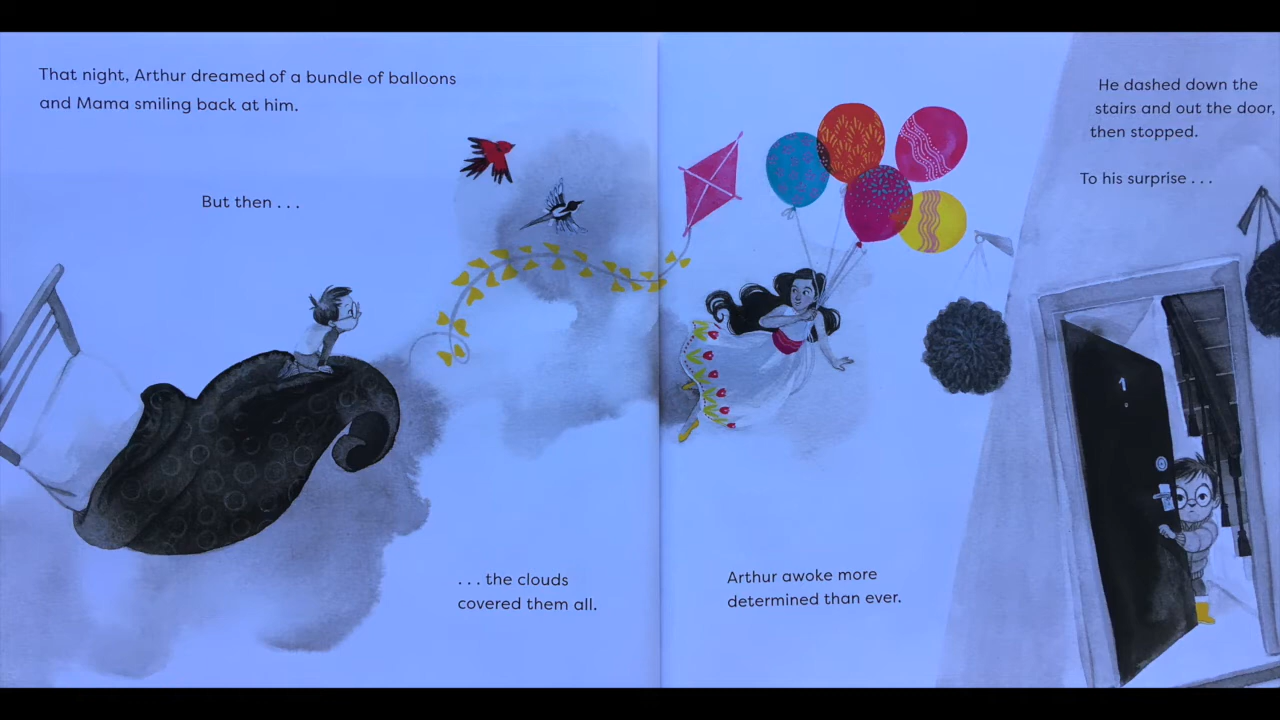 That night, Arthur dreamed of a bundle of balloons
and Mama smiling back at him.
But then . . .
. . . the clouds
covered them all.
Arthur awoke more
determined than ever.
He dashed down the
stairs and out the door,
then stopped.
To his surprise . . .
1